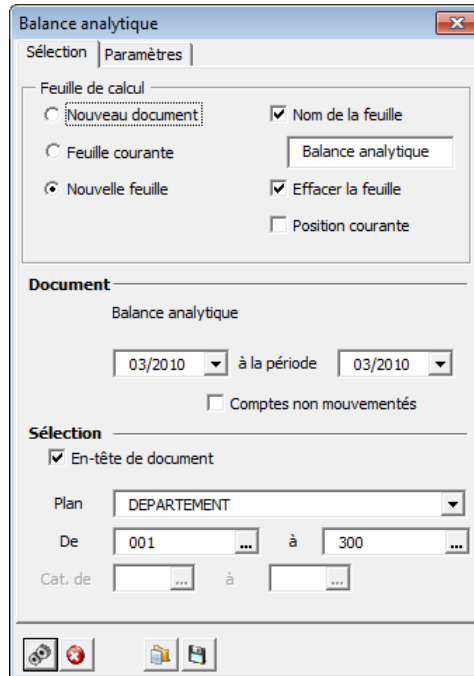 Balance analytique
Sélection Paramètres
Feuille de calcul
Nouveau document Nom de la feuille
Feuille courante Balance analytique
Nouvelle feuille Effacer la feuille
Position courante
Document
Balance analytique
03/2010 à la période 03/2010
Comptes non mouvementés
Sélection
En-tête de document
Plan DEPARTEMENT
De 001 ... à 300 ...
Cat. de ... à ...